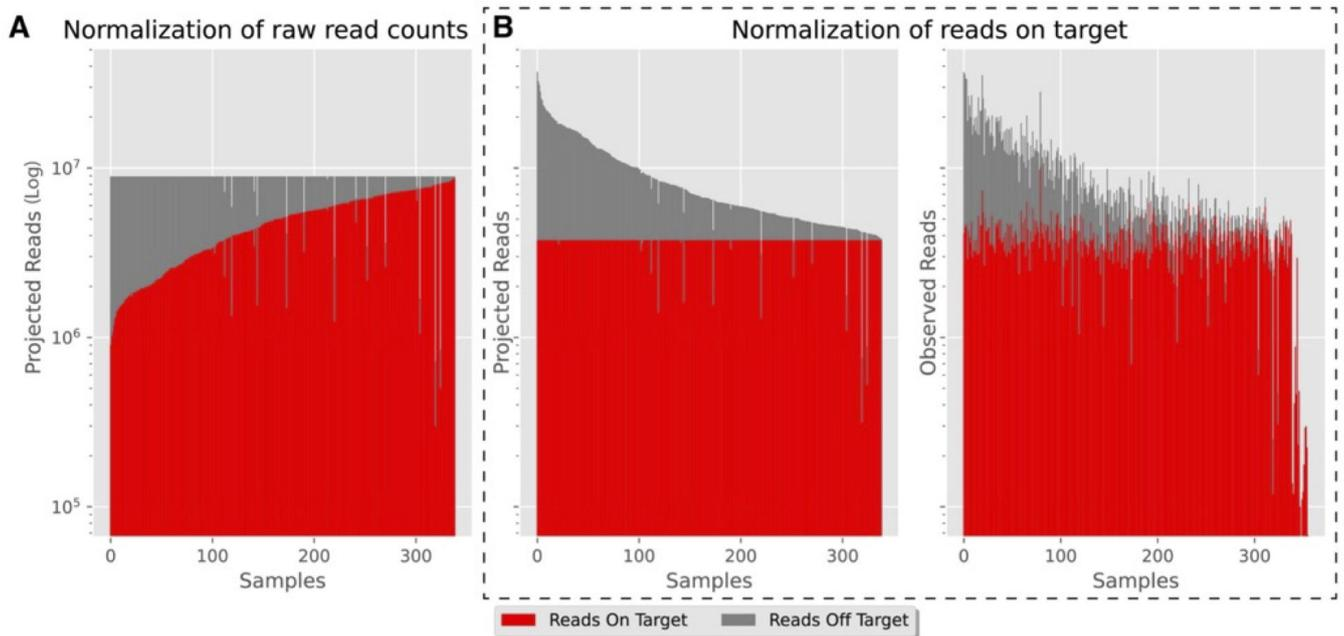 A Normalization of raw read counts
B Normalization of reads on target
Projected Reads (Log)
10^7
10^6
10^5
0 100 200 300
Samples
Projected Reads
0 100 200 300
Samples
Observed Reads
0 100 200 300
Samples
Reads On Target Reads Off Target